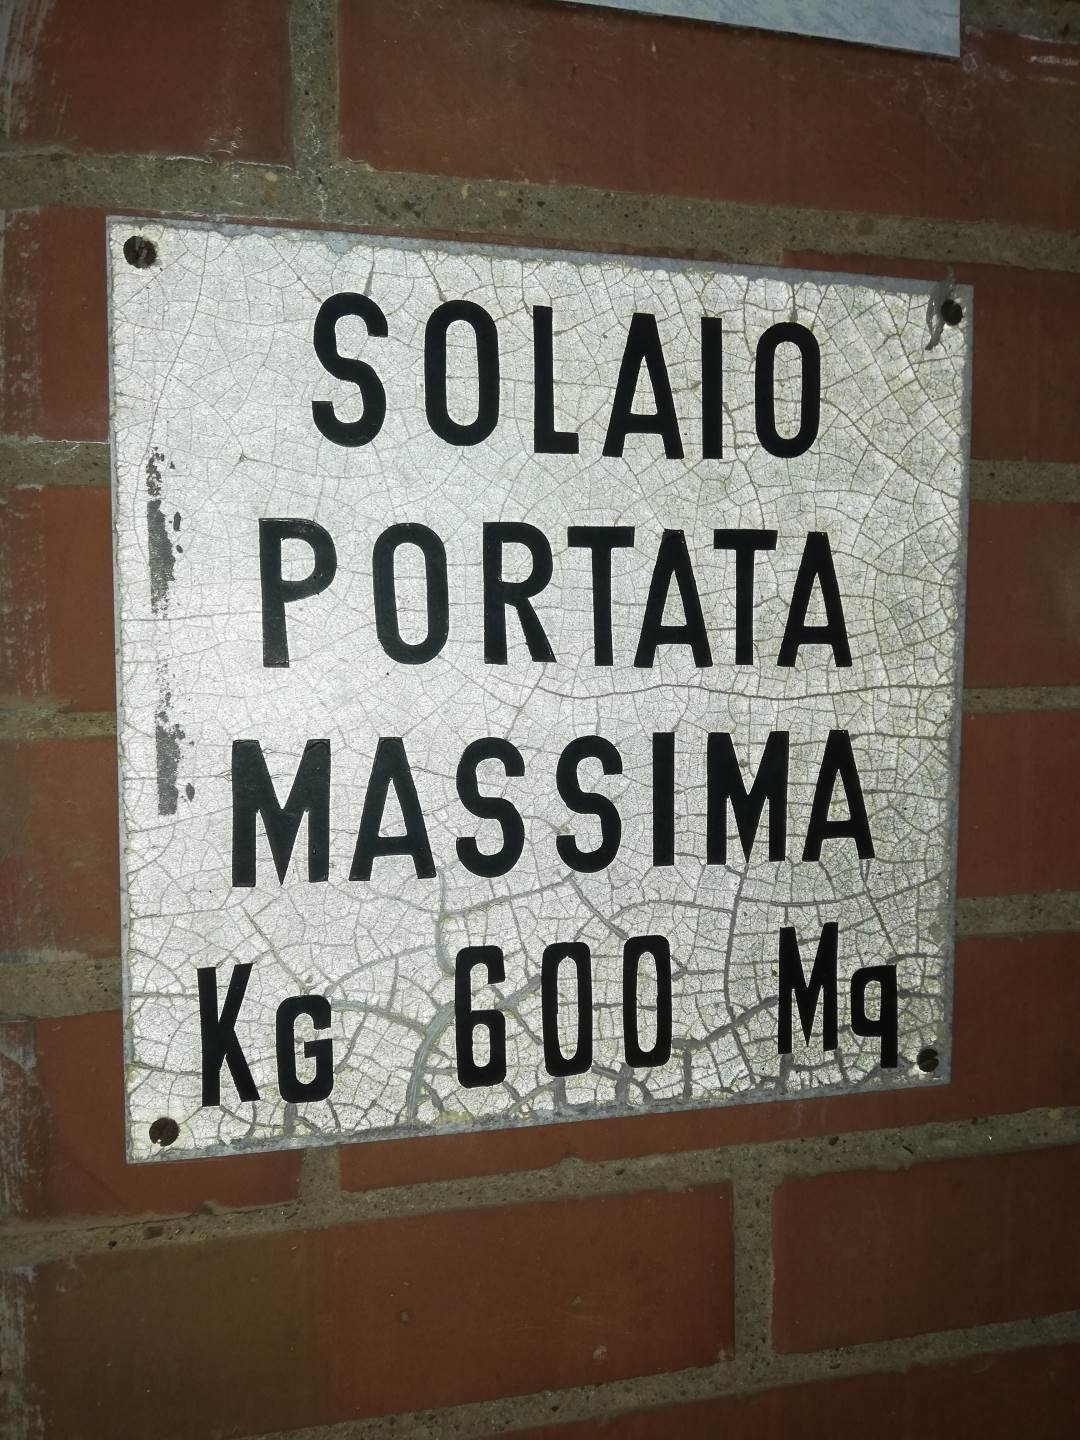 SOLAIO
PORTATA
MASSIMA
KG 600 Mq